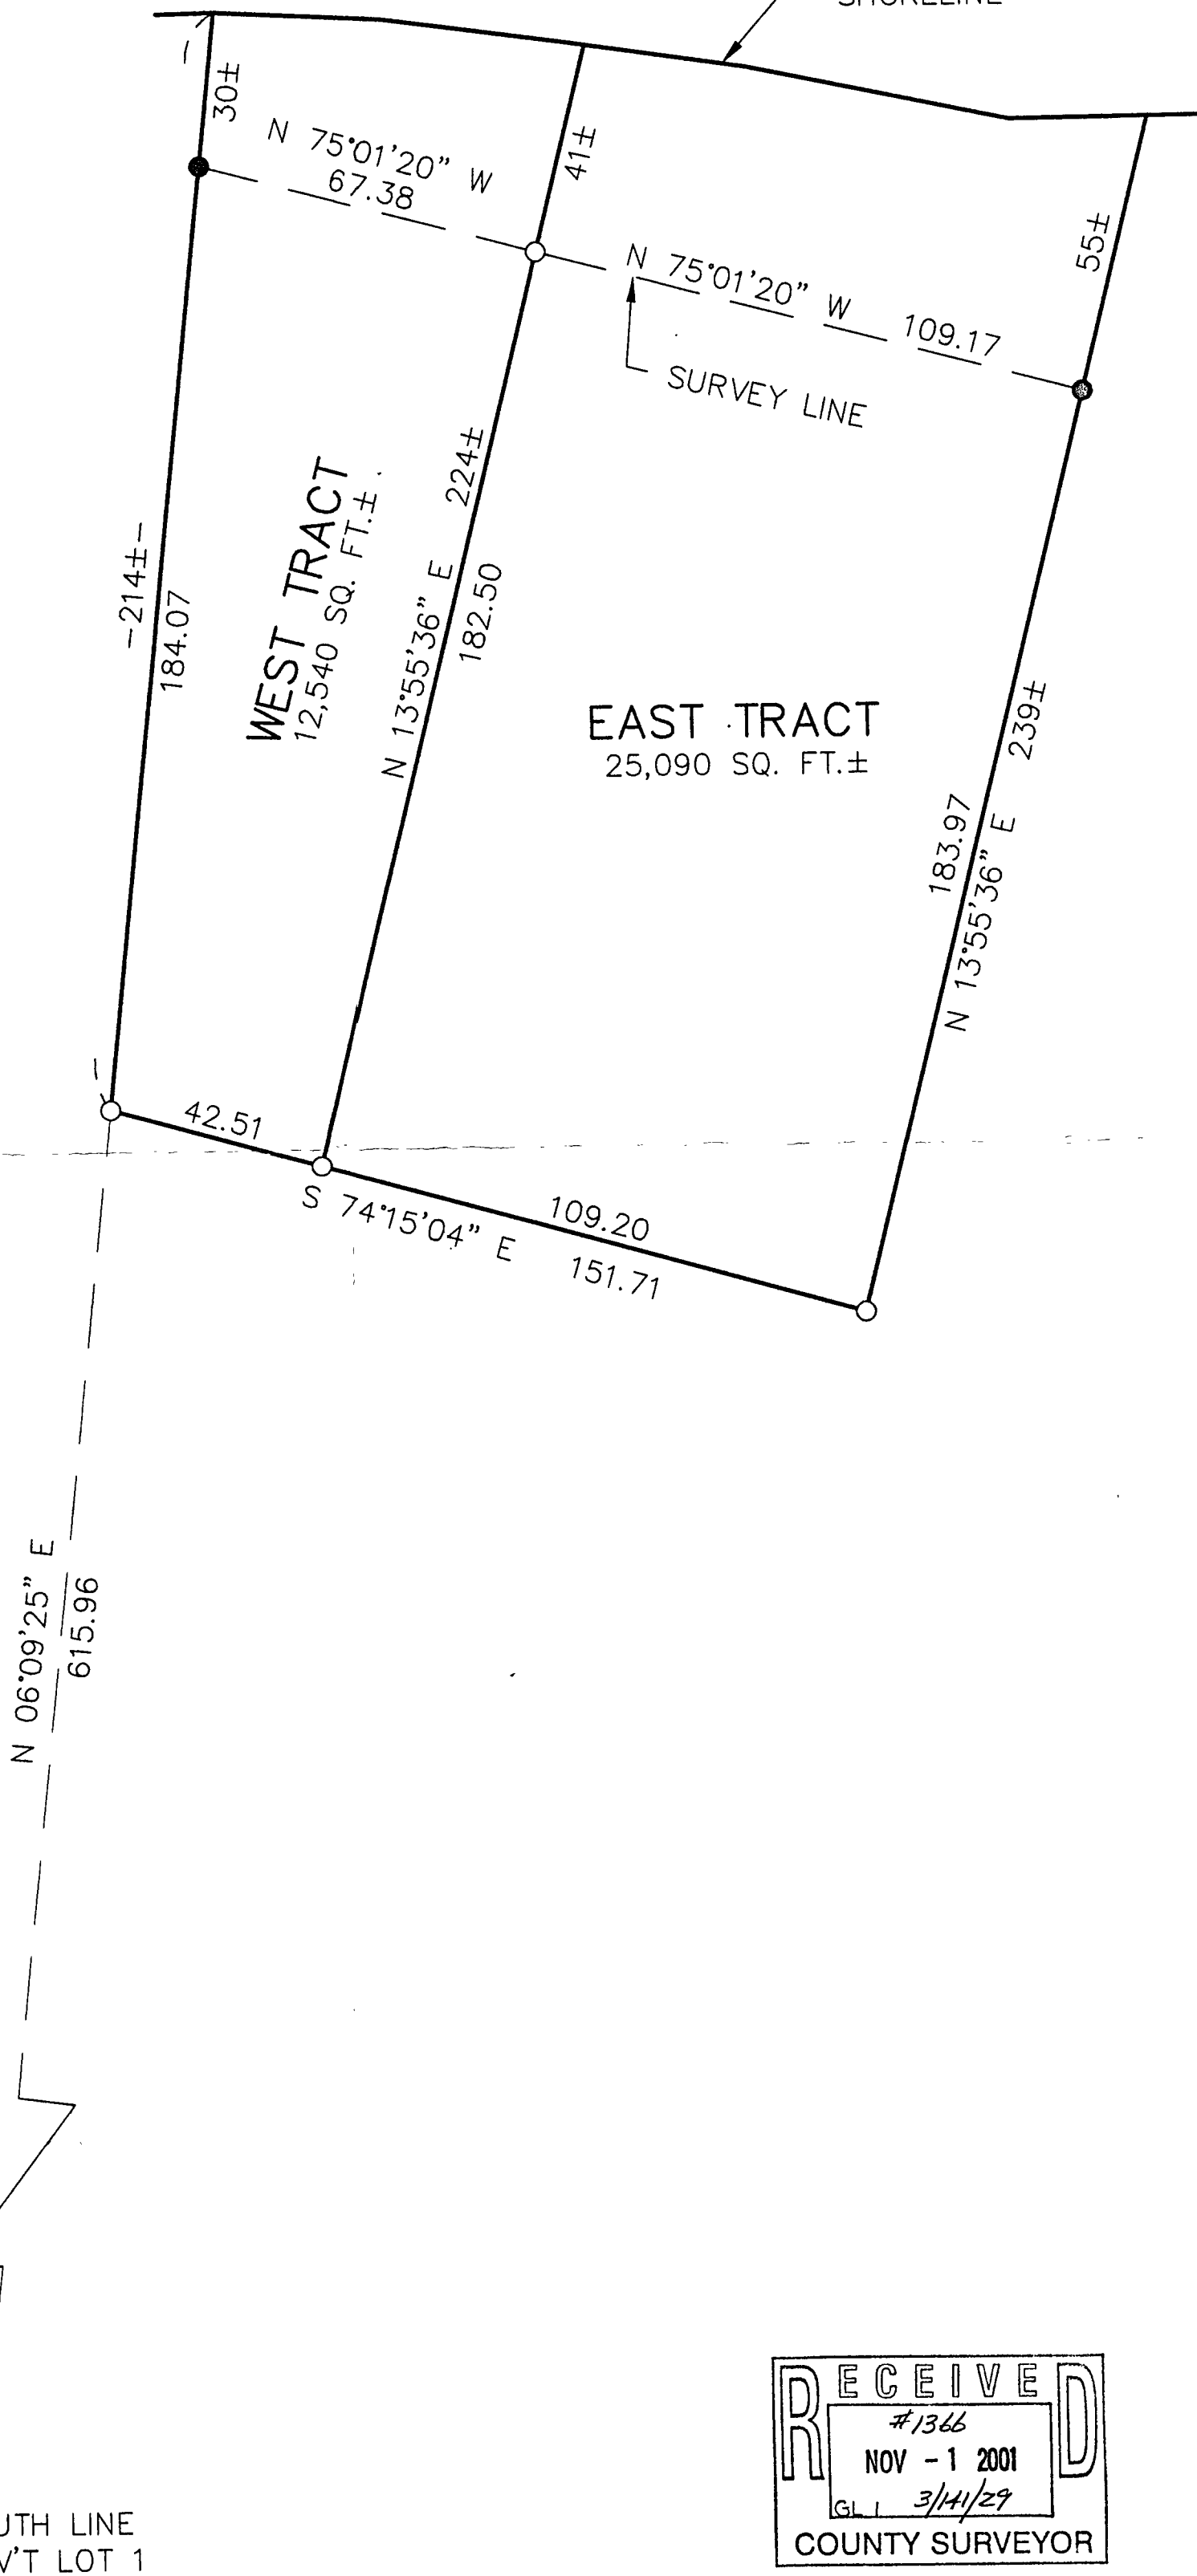 SHORELINE
30±
N 75°01'20" W
67.38
41±
N 75°01'20" W 109.17
55±
SURVEY LINE
-214±-
184.07
WEST TRACT
12,540 SQ. FT.±
N 13°55'36" E 224±
182.50
EAST TRACT
25,090 SQ. FT.±
239±
183.97
N 13°55'36" E
42.51
S 74°15'04" E
109.20
151.71
N 06°09'25" E
615.96
RECEIVED
#1366
NOV - 1 2001
GL 1 3/141/29
COUNTY SURVEYOR
UTH LINE
V'T LOT 1